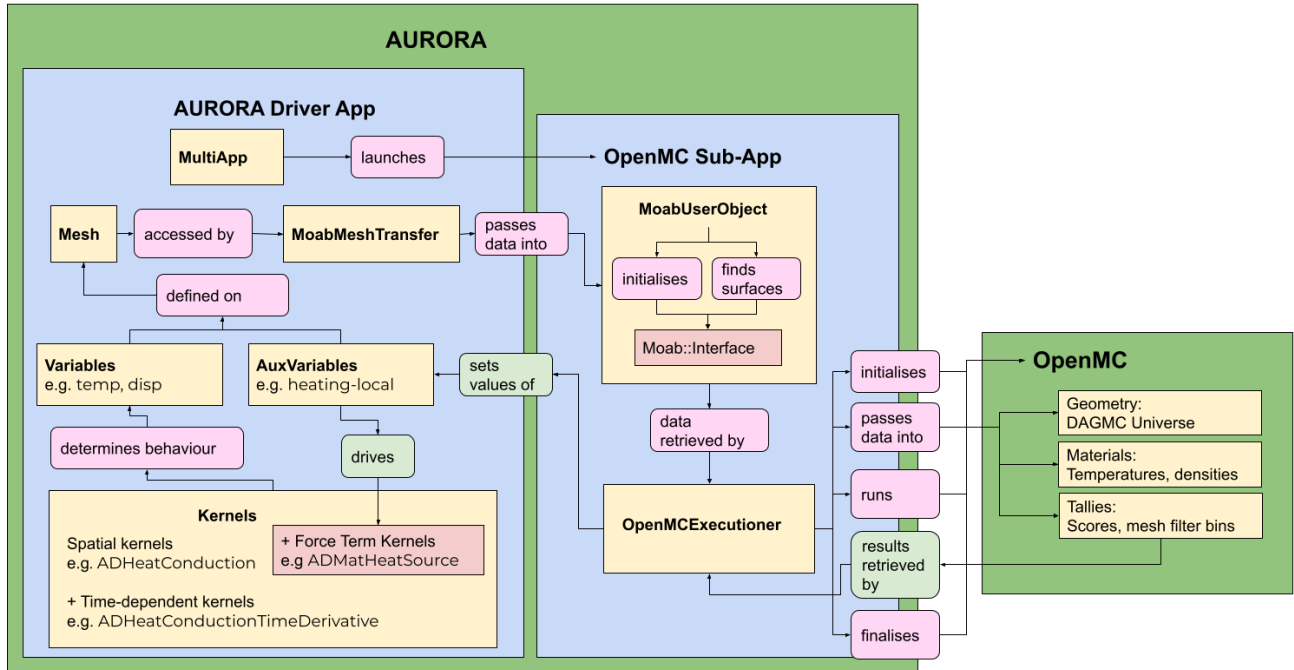 AURORA
AURORA Driver App
MultiApp
launches
OpenMC Sub-App
Mesh
accessed by
MoabMeshTransfer
passes
data into
MoabUserObject
initialises
finds
surfaces
Moab::Interface
defined on
Variables
e.g. temp, disp
AuxVariables
e.g. heating-local
sets
values of
determines behaviour
drives
data
retrieved by
Kernels
Spatial kernels
e.g. ADHeatConduction
+ Force Term Kernels
e.g ADMatHeatSource
+ Time-dependent kernels
e.g. ADHeatConductionTimeDerivative
OpenMCExecutioner
initialises
passes
data into
runs
results
retrieved
by
finalises
OpenMC
Geometry:
DAGMC Universe
Materials:
Temperatures, densities
Tallies:
Scores, mesh filter bins